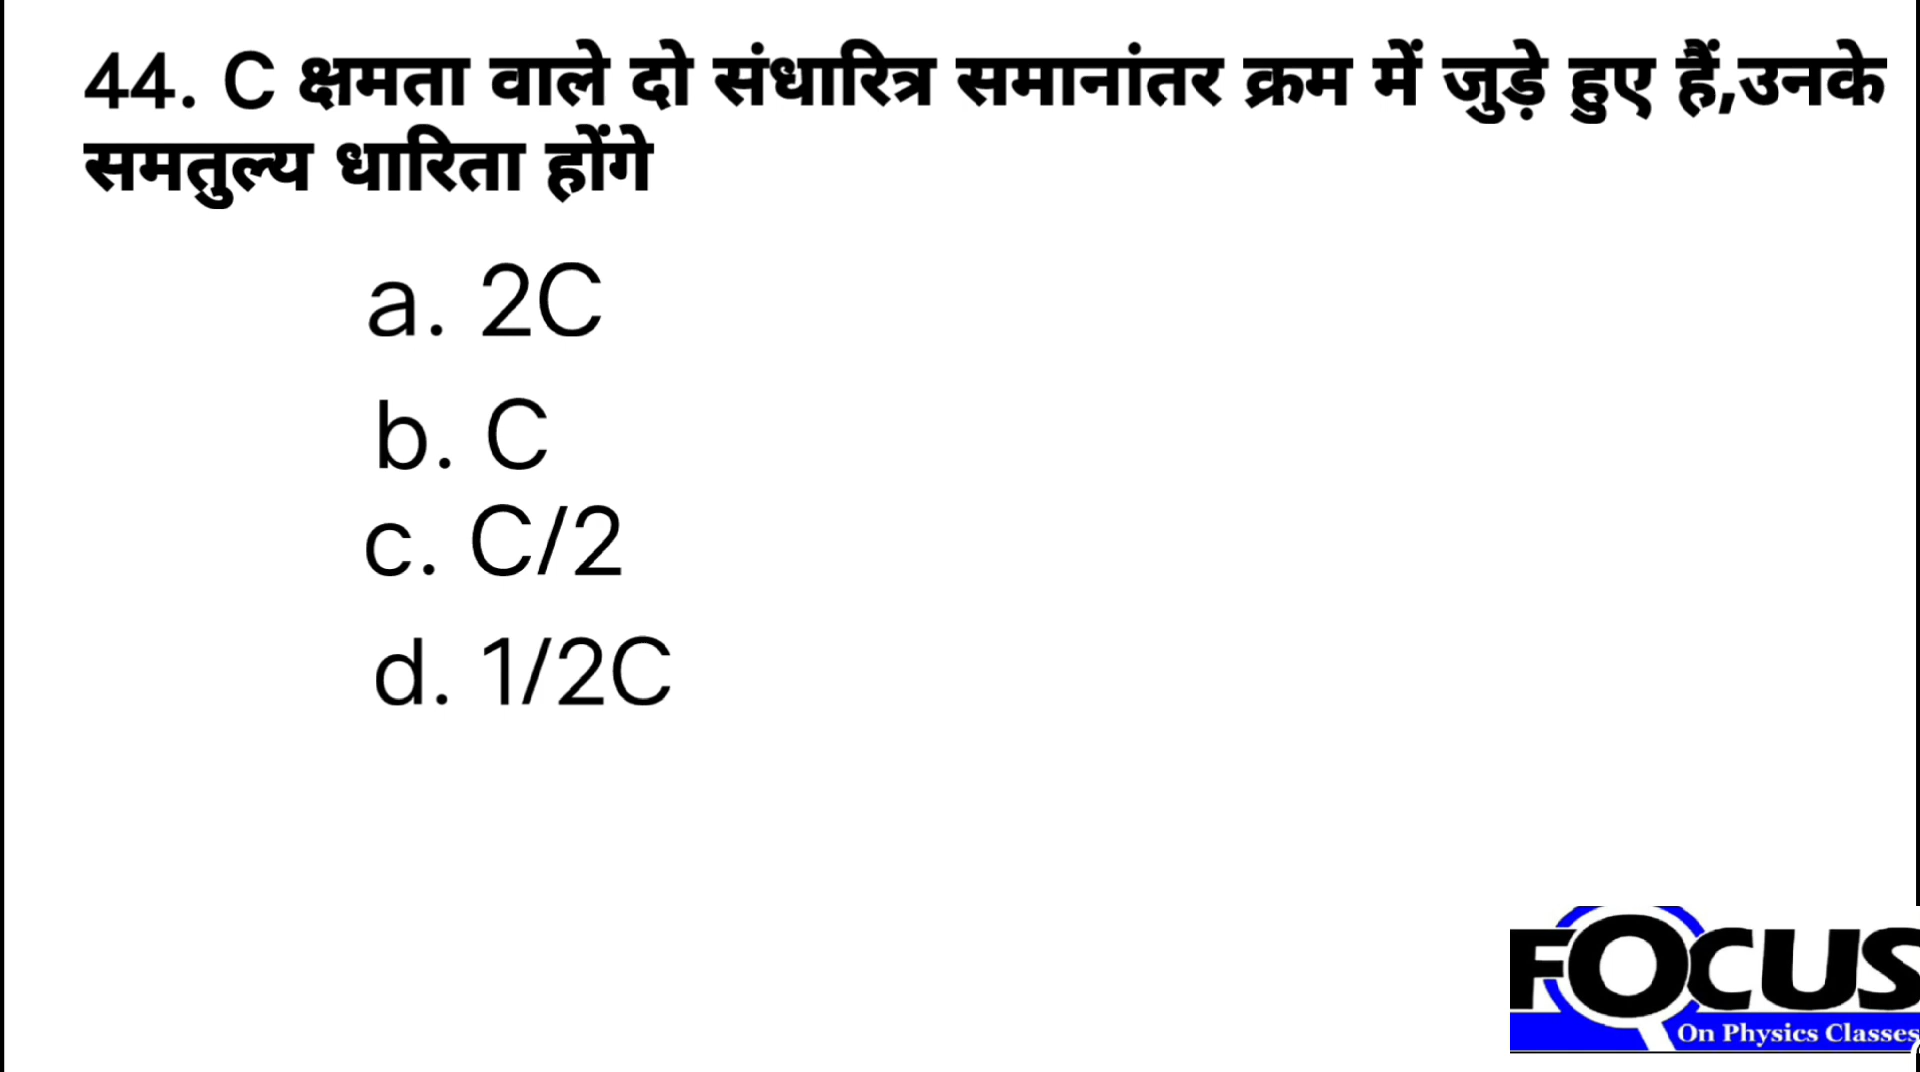 44. C क्षमता वाले दो संधारित्र समानांतर क्रम में जुड़े हुए हैं,उनके
समतुल्य धारिता होंगे
a. 2C
b. C
c. C/2
d. 1/2C
FOCUS
On Physics Classes